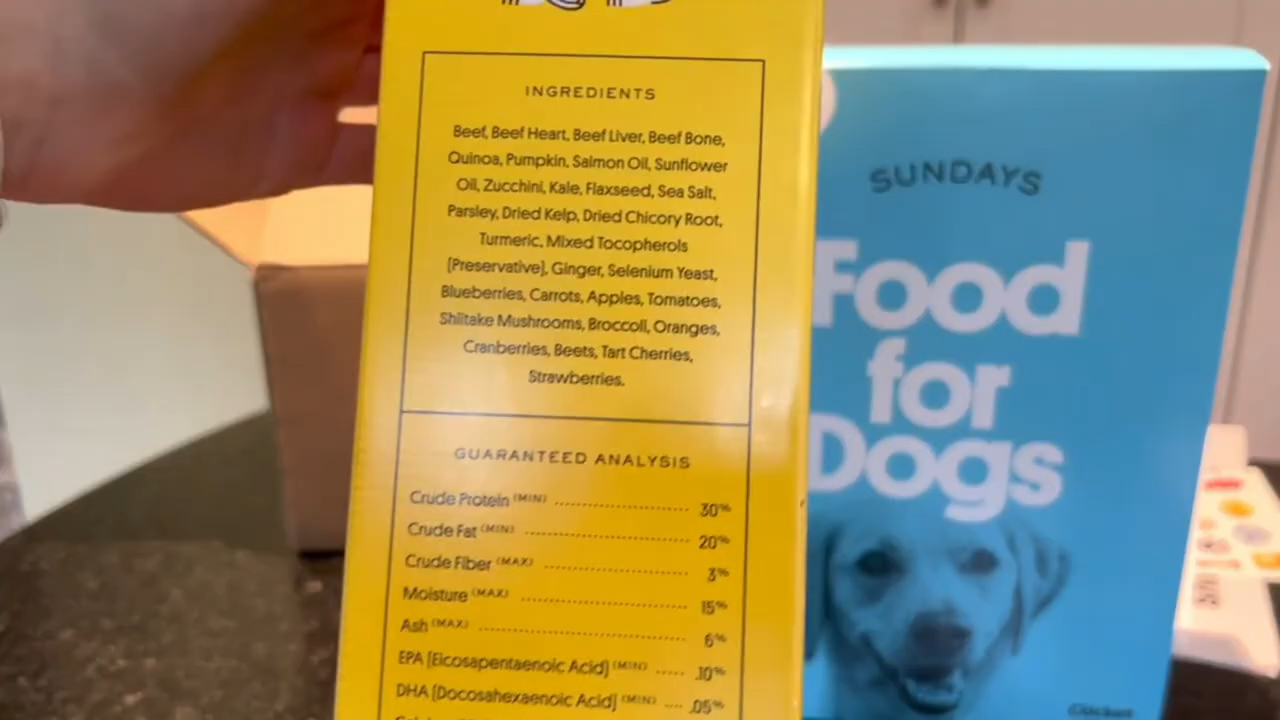 INGREDIENTS
Beef, Beef Heart, Beef Liver, Beef Bone,
Quinoa, Pumpkin, Salmon Oil, Sunflower
Oil, Zucchini, Kale, Flaxseed, Sea Salt,
Parsley, Dried Kelp, Dried Chicory Root,
Turmeric, Mixed Tocopherols
(Preservative), Ginger, Selenium Yeast,
Blueberries, Carrots, Apples, Tomatoes,
Shiitake Mushrooms, Broccoli, Oranges,
Cranberries, Beets, Tart Cherries,
Strawberries.
GUARANTEED ANALYSIS
Crude Protein (MIN) 30%
Crude Fat (MIN) 20%
Crude Fiber (MAX) 3%
Moisture (MAX) 15%
Ash (MAX) 6%
EPA (Eicosapentaenoic Acid) (MIN) .10%
DHA (Docosahexaenoic Acid) (MIN) .05%
SUNDAYS
Food
for
Dogs
Chicken